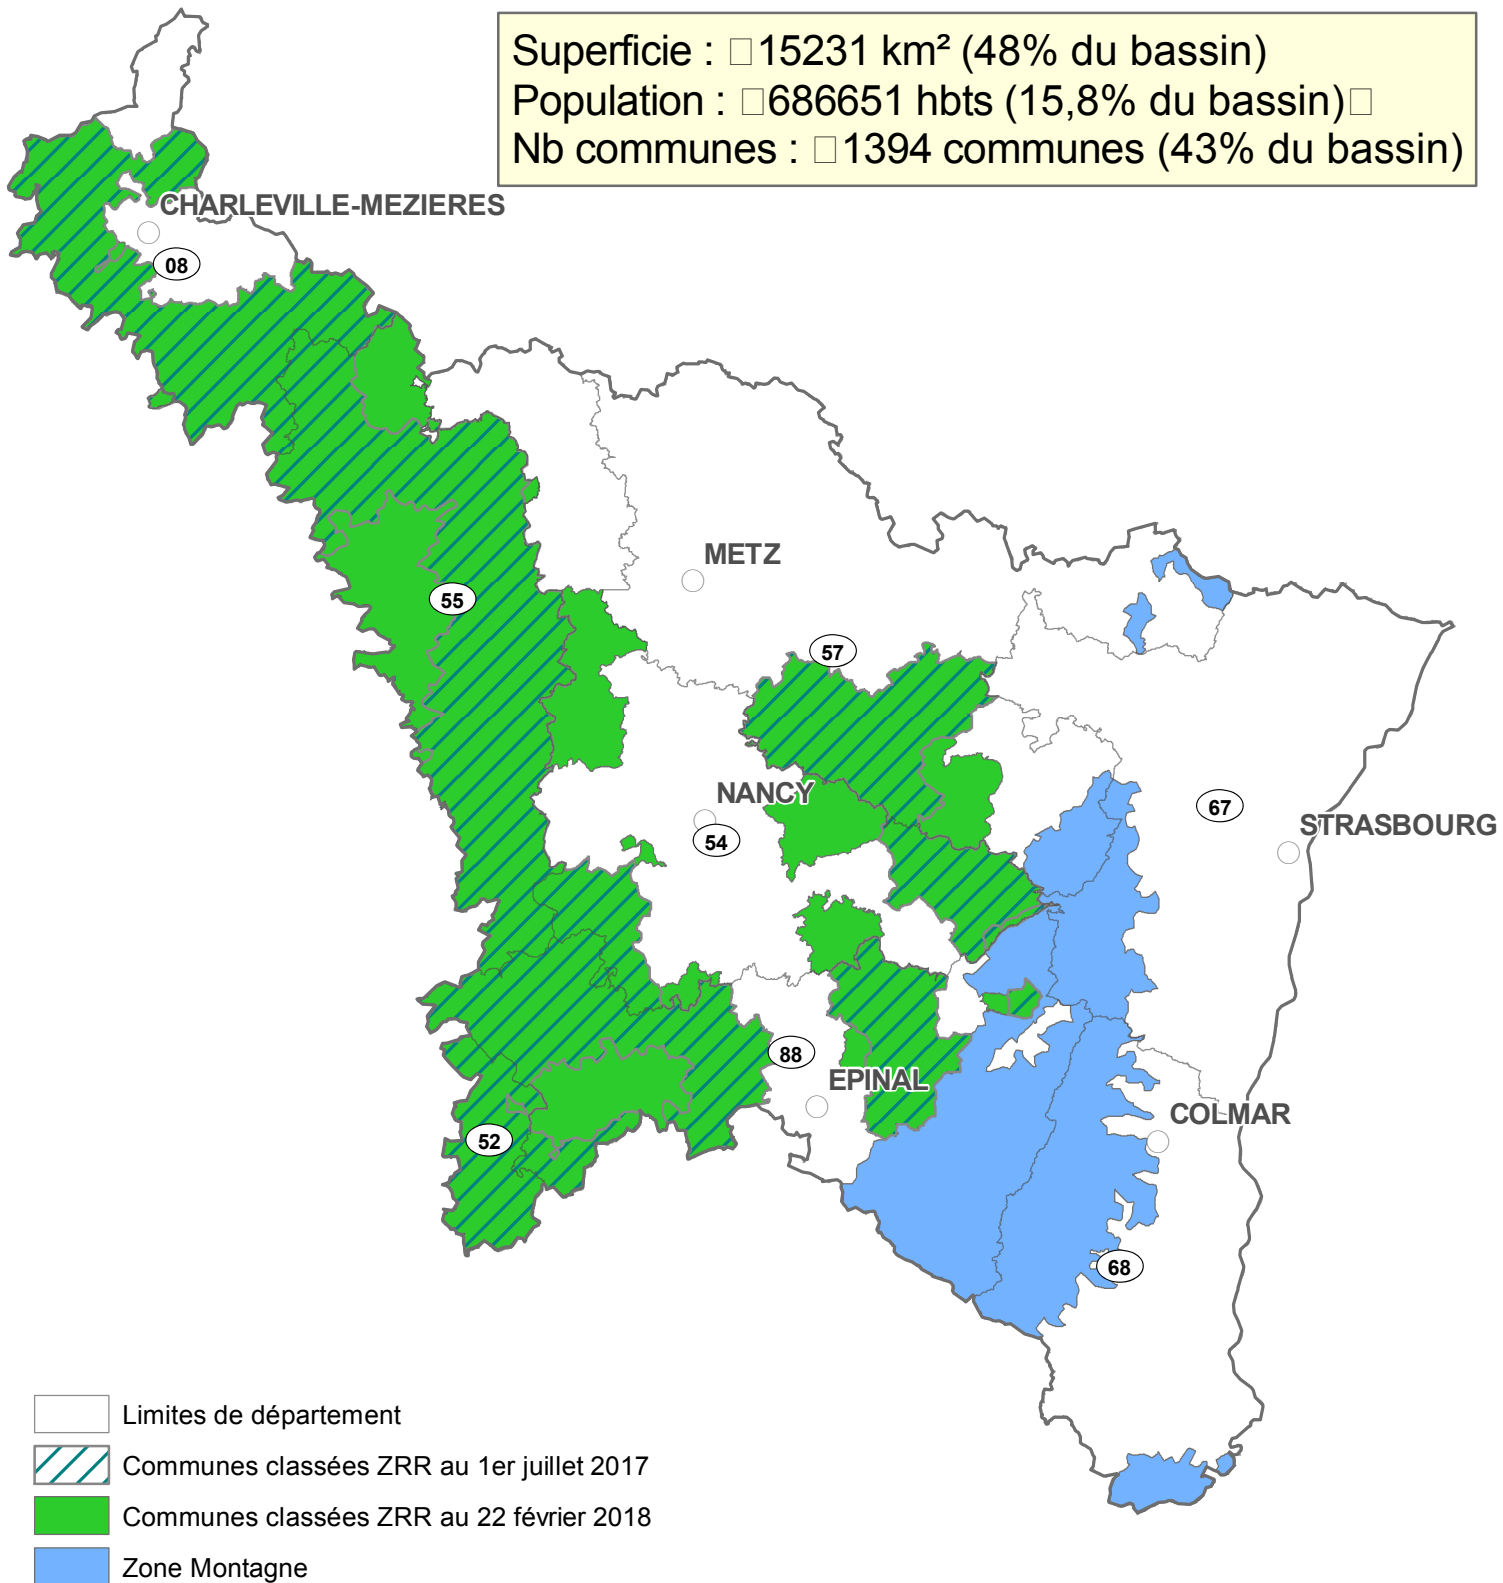 Superficie : □15231 km² (48% du bassin)
Population : □686651 hbts (15,8% du bassin)□
Nb communes : □1394 communes (43% du bassin)
CHARLEVILLE-MEZIERES
08
METZ
55
57
NANCY
54
67
STRASBOURG
88
EPINAL
COLMAR
52
68
Limites de département
Communes classées ZRR au 1er juillet 2017
Communes classées ZRR au 22 février 2018
Zone Montagne